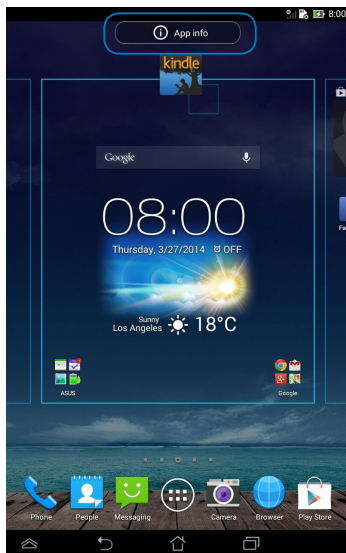 8:00
App info
kindle
Google
08:00
Thursday, 3/27/2014 OFF
Sunny
Los Angeles 18°C
ASUS
Google
Fa
Phone
People
Messaging
Camera
Browser
Play Store